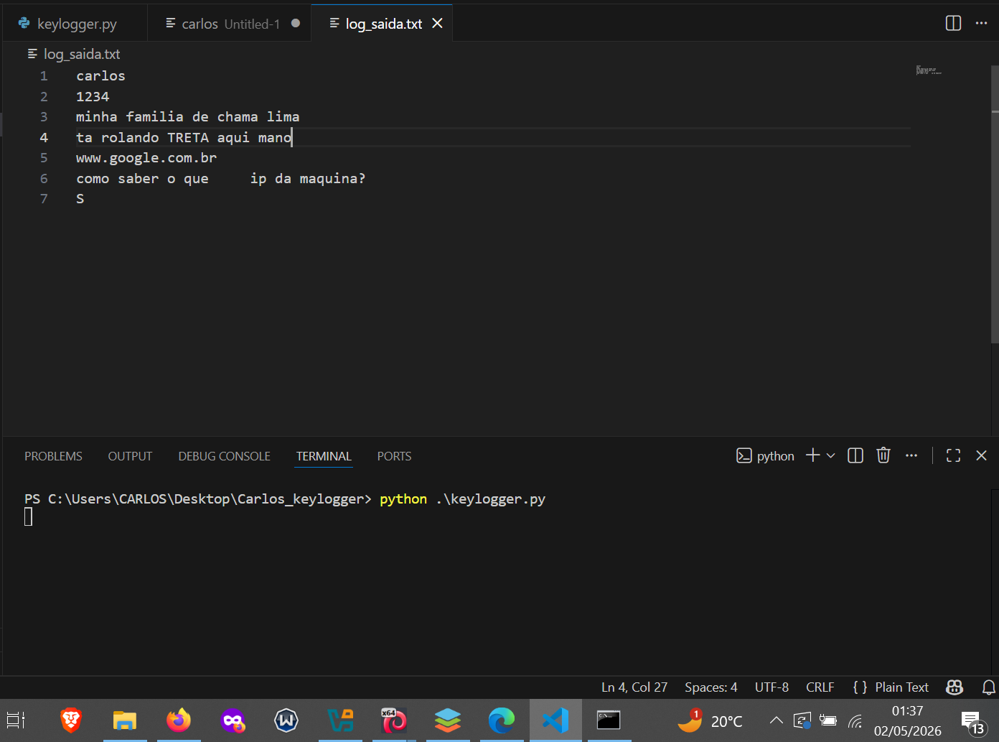 keylogger.py
carlos Untitled-1
log_saida.txt
log_saida.txt
1 carlos
2 1234
3 minha familia de chama lima
4 ta rolando TRETA aqui mano
5 www.google.com.br
6 como saber o que     ip da maquina?
7 S
PROBLEMS OUTPUT DEBUG CONSOLE TERMINAL PORTS
python
PS C:\Users\CARLOS\Desktop\Carlos_keylogger> python .\keylogger.py
Ln 4, Col 27 Spaces: 4 UTF-8 CRLF { } Plain Text
x64
1
20°C
01:37
02/05/2026
13